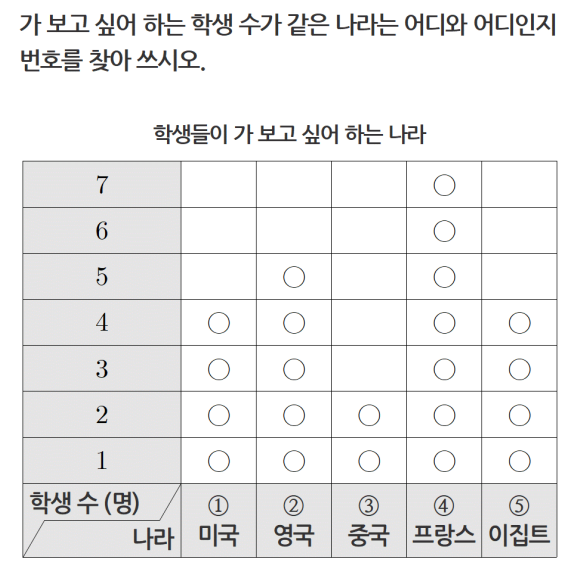 가 보고 싶어 하는 학생 수가 같은 나라는 어디와 어디인지
번호를 찾아 쓰시오.
학생들이 가 보고 싶어 하는 나라
7 ○
6 ○
5 ○ ○
4 ○ ○ ○ ○
3 ○ ○ ○ ○
2 ○ ○ ○ ○ ○
1 ○ ○ ○ ○ ○
학생 수 (명) ① ② ③ ④ ⑤
나라 미국 영국 중국 프랑스 이집트